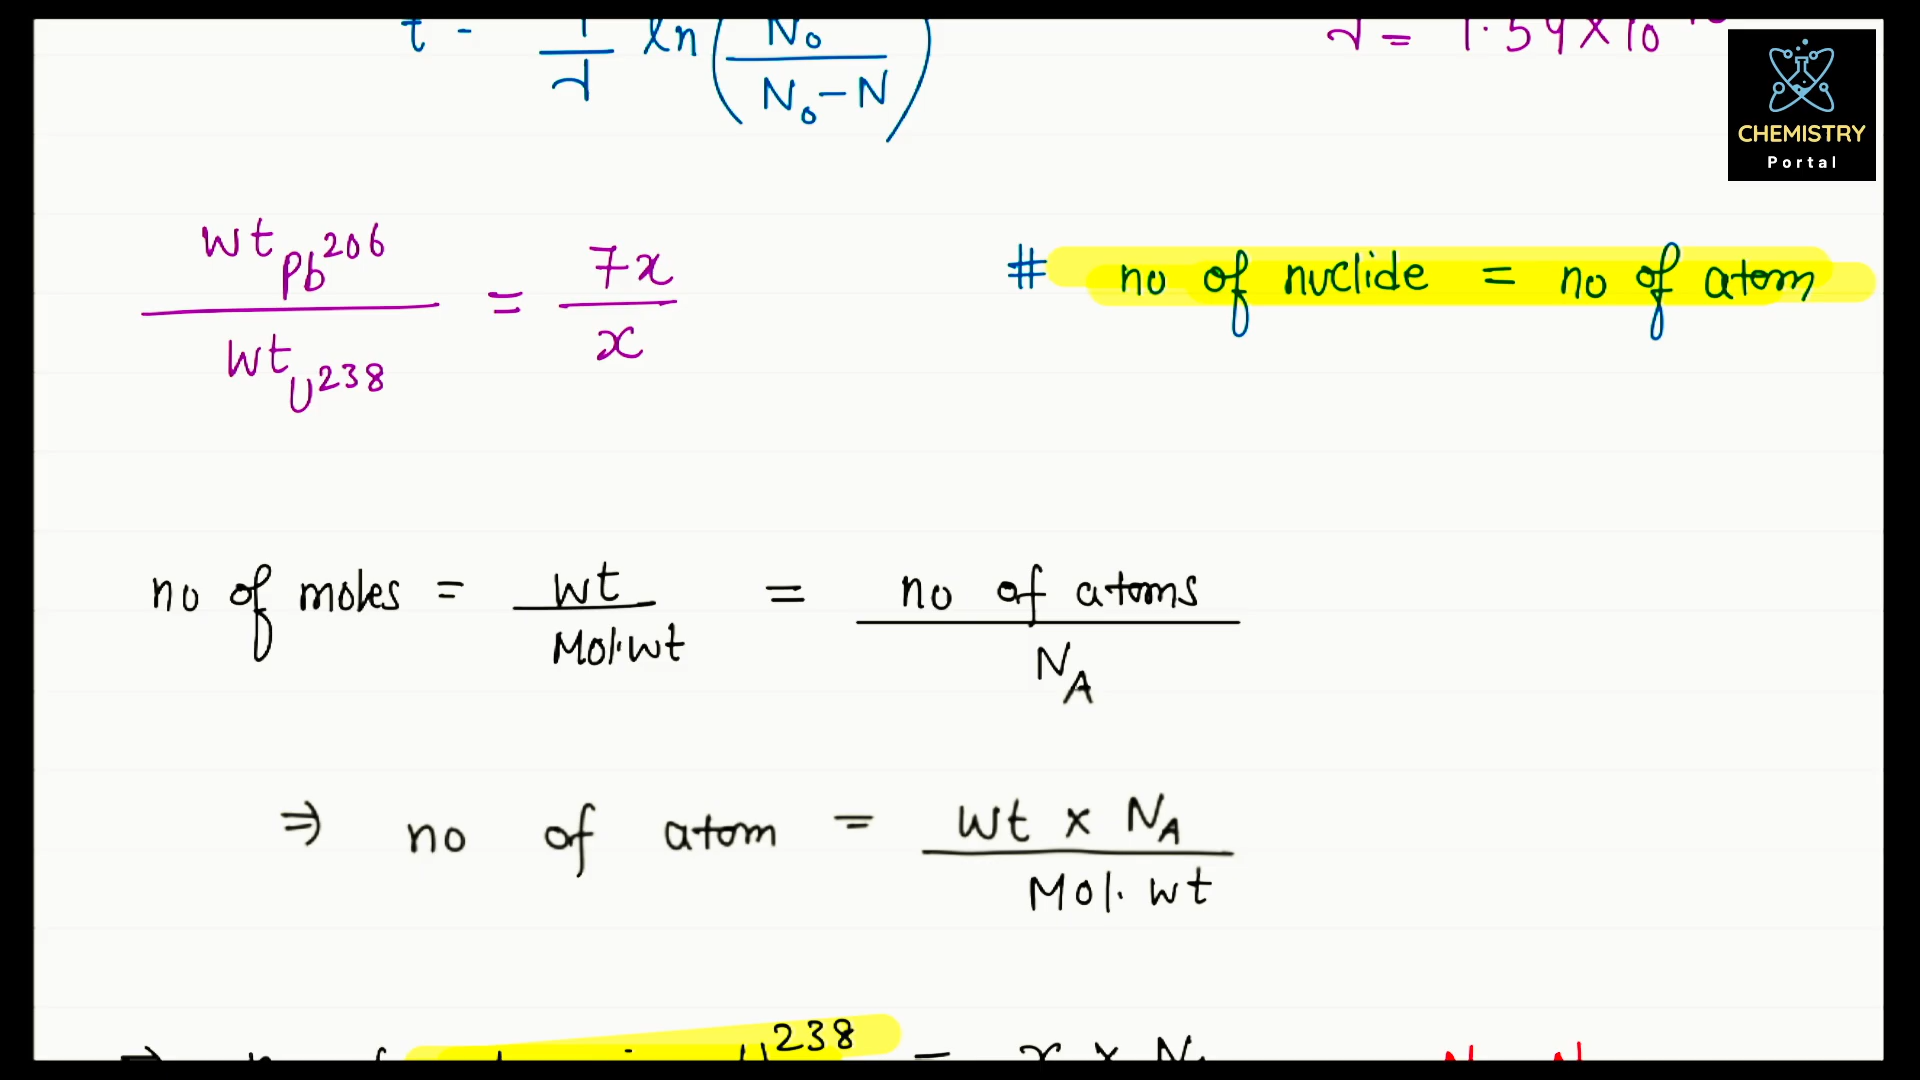 t = 1/λ ln(N₀/(N₀-N))
λ = 1.54×10
CHEMISTRY
Portal
wt Pb²⁰⁶ / wt U²³⁸ = 7x / x
# no of nuclide = no of atom
no of moles = wt / Mol.wt = no of atoms / N_A
⇒ no of atom = wt × N_A / Mol. wt
U²³⁸ = x × N